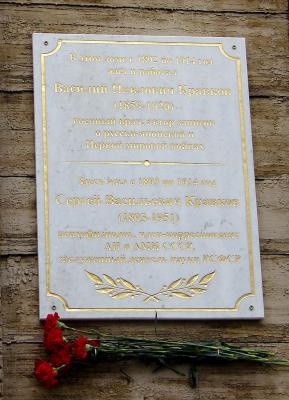 В этом доме с 1892 по 1914 год
жил и работал
Василий Павлович Кравков
(1859-1920)
военный врач, автор записок
о русско-японской и
Первой мировой войнах
Здесь жил с 1893 по 1914 год
Сергей Васильевич Кравков
(1893-1951)
психофизиолог, член-корреспондент
АН и АМН СССР,
заслуженный деятель науки РСФСР